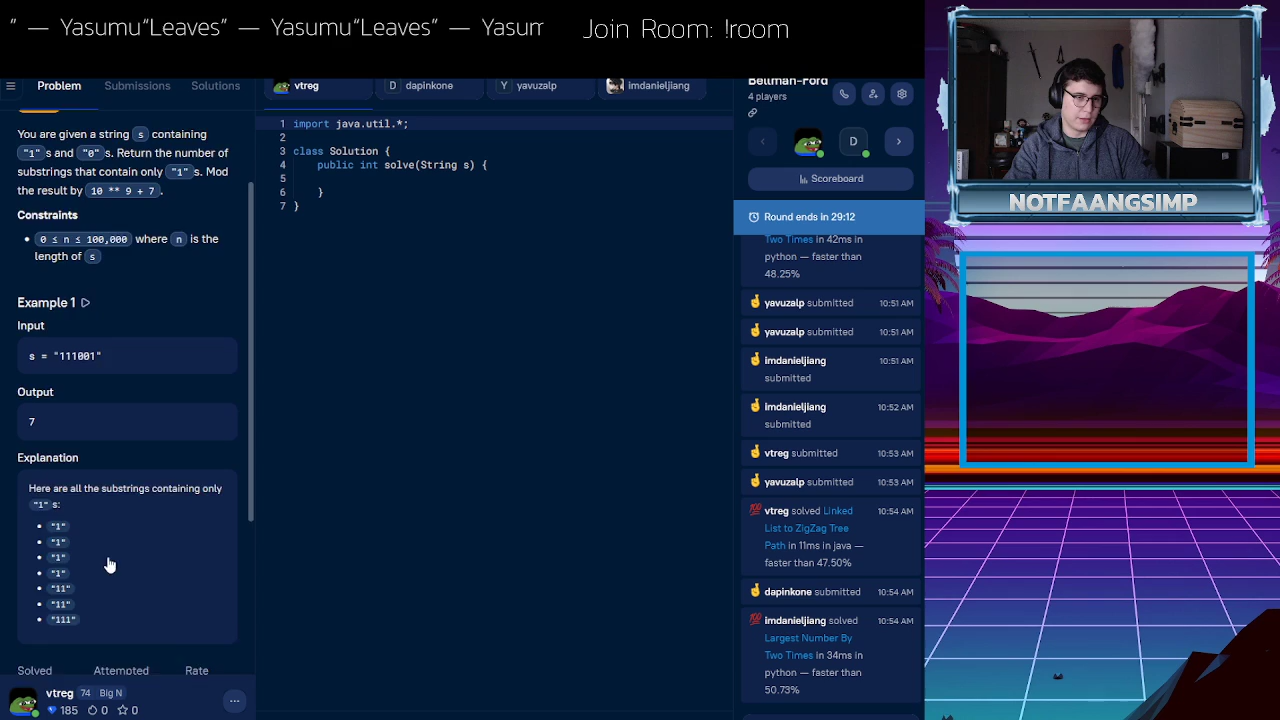 ” — Yasumu“Leaves” — Yasumu“Leaves” — Yasum
Join Room: !room
Problem
Submissions
Solutions
You are given a string s containing
"1"s and "0"s. Return the number of
substrings that contain only "1"s. Mod
the result by 10 ** 9 + 7.
Constraints
0 ≤ n ≤ 100,000 where n is the
length of s
Example 1
Input
s = "111001"
Output
7
Explanation
Here are all the substrings containing only
"1"s:
"1"
"1"
"1"
"1"
"11"
"11"
"111"
Solved
Attempted
Rate
vtreg 74 Big N
185 0 0
vtreg
D dapinkone
Y yavuzalp
imdanieljiang
1 import java.util.*;
2
3 class Solution {
4 public int solve(String s) {
5
6 }
7 }
Bellman-Ford
4 players
D
Scoreboard
Round ends in 29:12
Two Times in 42ms in
python — faster than
48.25%
yavuzalp submitted 10:51 AM
yavuzalp submitted 10:51 AM
imdanieljiang 10:51 AM
submitted
imdanieljiang 10:52 AM
submitted
vtreg submitted 10:53 AM
yavuzalp submitted 10:53 AM
vtreg solved Linked 10:54 AM
List to ZigZag Tree
Path in 11ms in java —
faster than 47.50%
dapinkone submitted 10:54 AM
imdanieljiang solved 10:54 AM
Largest Number By
Two Times in 34ms in
python — faster than
50.73%
NOTFAANGSIMP